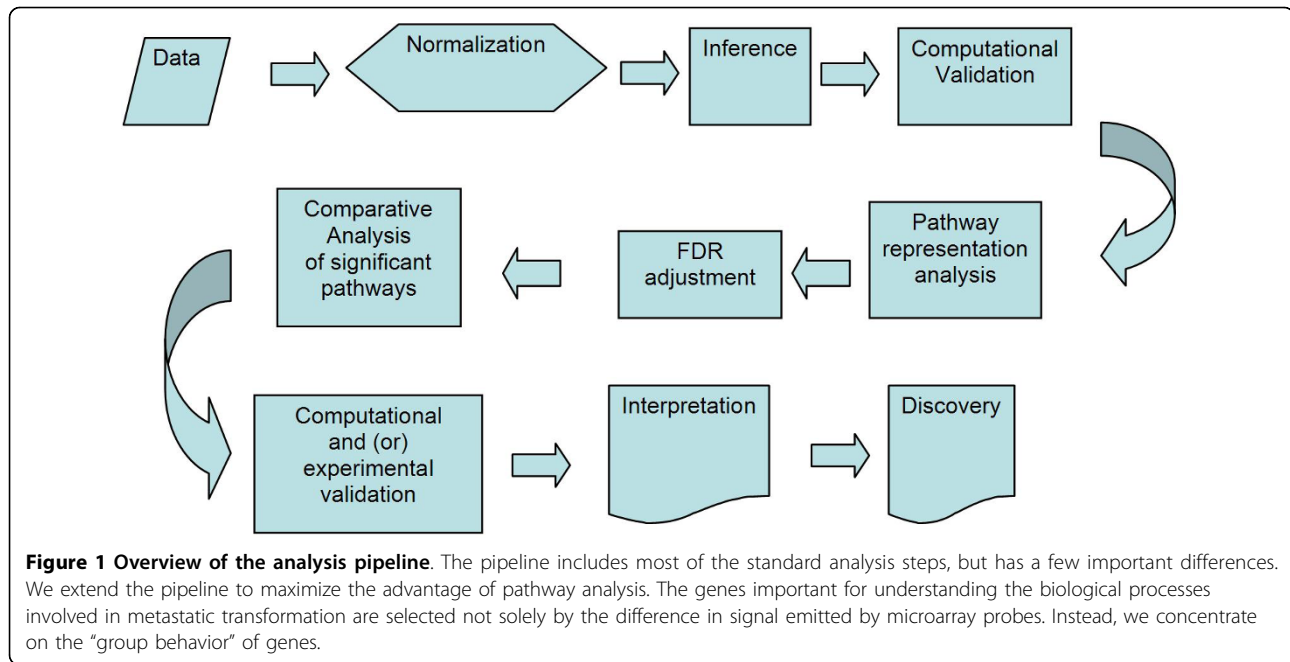 Data
Normalization
Inference
Computational
Validation
Pathway
representation
analysis
FDR
adjustment
Comparative
Analysis
of significant
pathways
Computational
and (or)
experimental
validation
Interpretation
Discovery
Figure 1 Overview of the analysis pipeline. The pipeline includes most of the standard analysis steps, but has a few important differences.
We extend the pipeline to maximize the advantage of pathway analysis. The genes important for understanding the biological processes
involved in metastatic transformation are selected not solely by the difference in signal emitted by microarray probes. Instead, we concentrate
on the “group behavior” of genes.